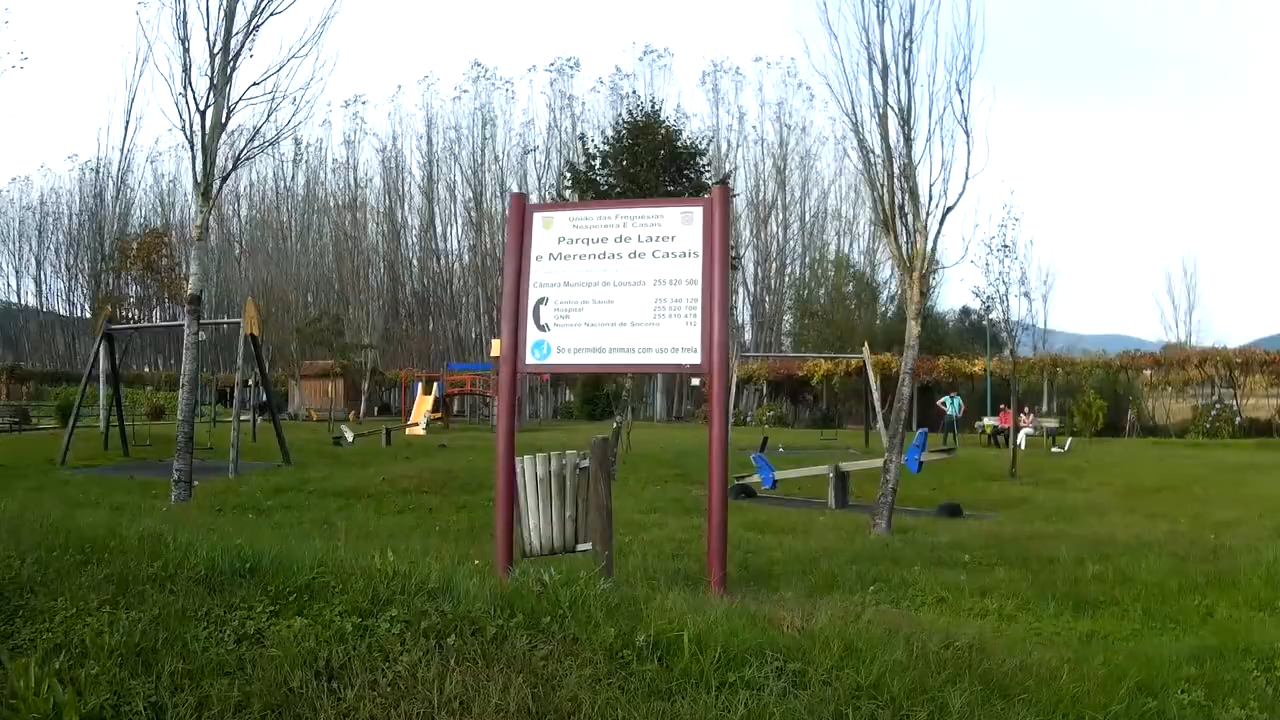 União das Freguesias
Nespereira E Casais
Parque de Lazer
e Merendas de Casais
Câmara Municipal de Lousada 255 820 500
Centro de Saúde 255 340 120
Hospital 255 820 700
GNR 255 810 478
Número Nacional de Socorro 112
Só é permitido animais com uso de trela